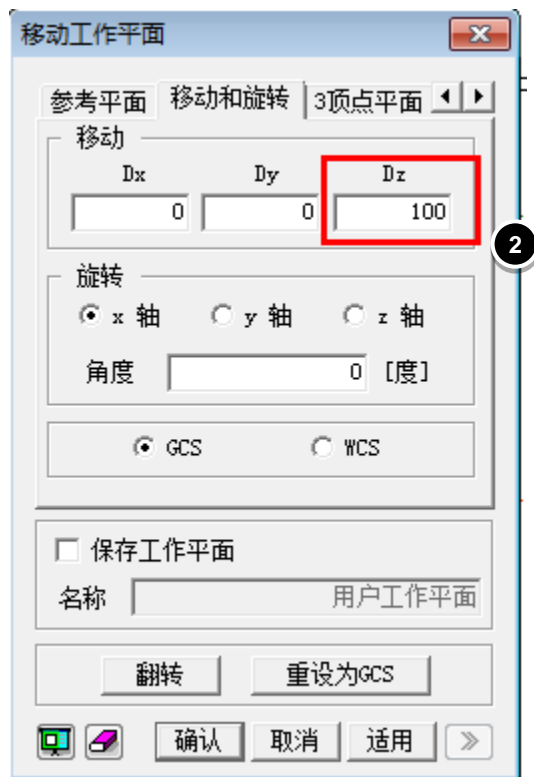 移动工作平面
参考平面 移动和旋转 3顶点平面
移动
Dx Dy Dz
0 0 100
2
旋转
x 轴 y 轴 z 轴
角度 0 [度]
GCS WCS
保存工作平面
名称 用户工作平面
翻转 重设为GCS
确认 取消 适用